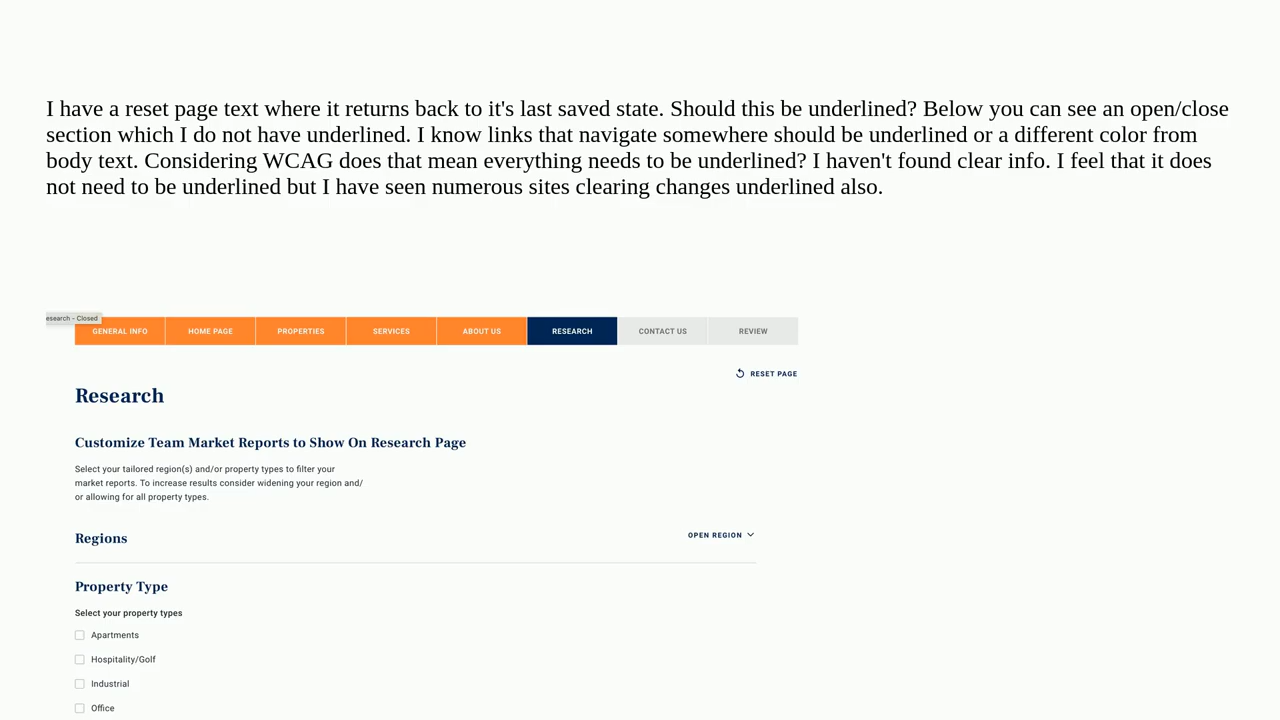 I have a reset page text where it returns back to it's last saved state. Should this be underlined? Below you can see an open/close
section which I do not have underlined. I know links that navigate somewhere should be underlined or a different color from
body text. Considering WCAG does that mean everything needs to be underlined? I haven't found clear info. I feel that it does
not need to be underlined but I have seen numerous sites clearing changes underlined also.
esearch - Closed
GENERAL INFO HOME PAGE PROPERTIES SERVICES ABOUT US RESEARCH CONTACT US REVIEW
RESET PAGE
Research
Customize Team Market Reports to Show On Research Page
Select your tailored region(s) and/or property types to filter your
market reports. To increase results consider widening your region and/
or allowing for all property types.
Regions OPEN REGION
Property Type
Select your property types
Apartments
Hospitality/Golf
Industrial
Office